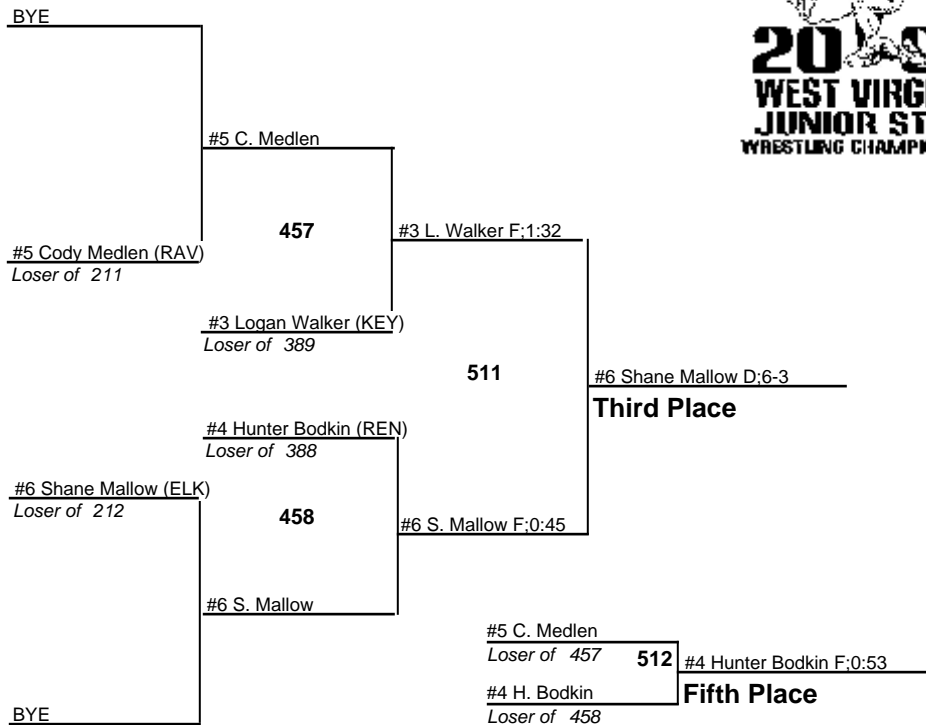 BYE
20
WEST VIRG
JUNIOR ST
WRESTLING CHAMP
#5 C. Medlen
457
#3 L. Walker F;1:32
#5 Cody Medlen (RAV)
Loser of 211
#3 Logan Walker (KEY)
Loser of 389
511
#6 Shane Mallow D;6-3
Third Place
#4 Hunter Bodkin (REN)
Loser of 388
#6 Shane Mallow (ELK)
Loser of 212
458
#6 S. Mallow F;0:45
#6 S. Mallow
#5 C. Medlen
Loser of 457
512
#4 Hunter Bodkin F;0:53
Fifth Place
#4 H. Bodkin
Loser of 458
BYE